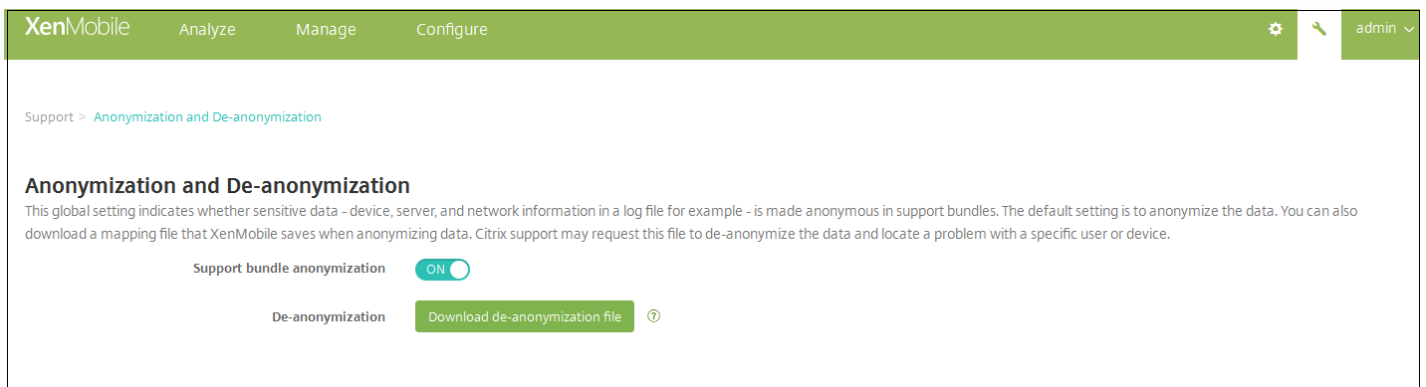 XenMobile Analyze Manage Configure admin
Support > Anonymization and De-anonymization
Anonymization and De-anonymization
This global setting indicates whether sensitive data - device, server, and network information in a log file for example - is made anonymous in support bundles. The default setting is to anonymize the data. You can also
download a mapping file that XenMobile saves when anonymizing data. Citrix support may request this file to de-anonymize the data and locate a problem with a specific user or device.
Support bundle anonymization ON
De-anonymization Download de-anonymization file ?